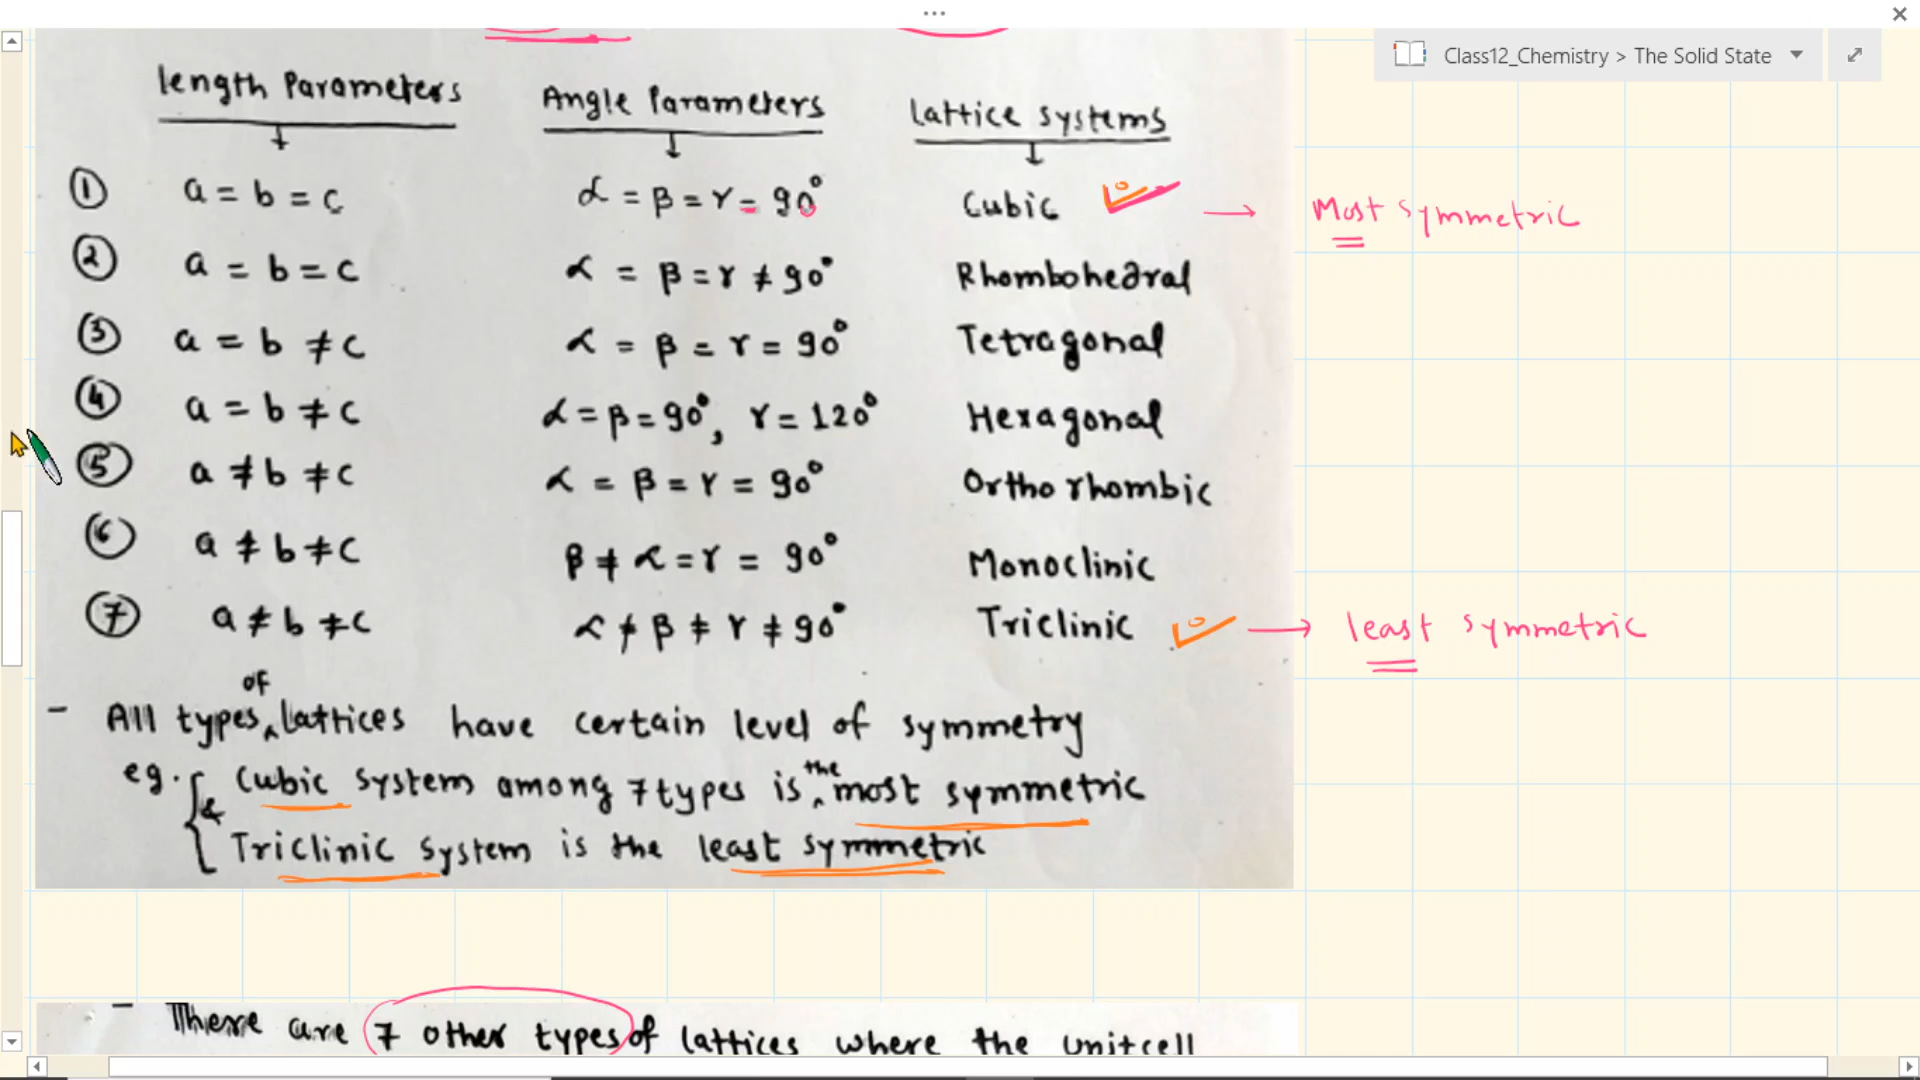 Class12_Chemistry > The Solid State
length Parameters Angle Parameters lattice systems
① a = b = c α = β = γ = 90° Cubic → Most symmetric
② a = b = c α = β = γ ≠ 90° Rhombohedral
③ a = b ≠ c α = β = γ = 90° Tetragonal
④ a = b ≠ c α = β = 90°, γ = 120° Hexagonal
⑤ a ≠ b ≠ c α = β = γ = 90° Orthorhombic
⑥ a ≠ b ≠ c β ≠ α = γ = 90° Monoclinic
⑦ a ≠ b ≠ c α ≠ β ≠ γ ≠ 90° Triclinic → least symmetric
- All types of lattices have certain level of symmetry
eg. Cubic system among 7 types is the most symmetric
& Triclinic system is the least symmetric
- There are 7 other types of lattices where the unitcell